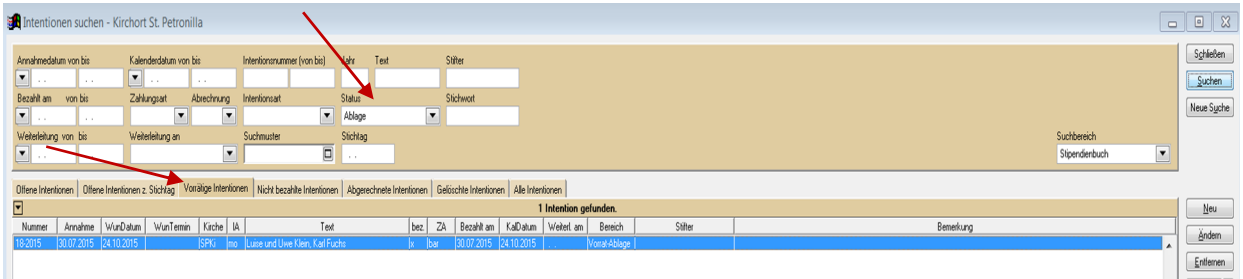 Intentionen suchen - Kirchort St. Petronilla
Annahmedatum von bis Kalenderdatum von bis Intentionsnummer (von bis) Jahr Text Stifter
Schließen
. . . . . . . .
Suchen
Bezahlt am von bis Zahlungsart Abrechnung Intentionsart Status Stichwort
Neue Suche
. . . . Ablage
Weiterleitung von bis Weiterleitung an Suchmuster Stichtag Suchbereich
. . . . Stipendienbuch
Offene Intentionen Offene Intentionen z. Stichtag Vorrätige Intentionen Nicht bezahlte Intentionen Abgerechnete Intentionen Gelöschte Intentionen Alle Intentionen
1 Intention gefunden.
Neu
Nummer Annahme WunDatum WunTermin Kirche IA Text bez. ZA Bezahlt am KalDatum Weiterl. am Bereich Stifter Bemerkung
Ändern
18-2015 30.07.2015 24.10.2015 SPKi mo Luise und Uwe Klein, Karl Fuchs x bar 30.07.2015 24.10.2015 . . Vorrat-Ablage
Entfernen